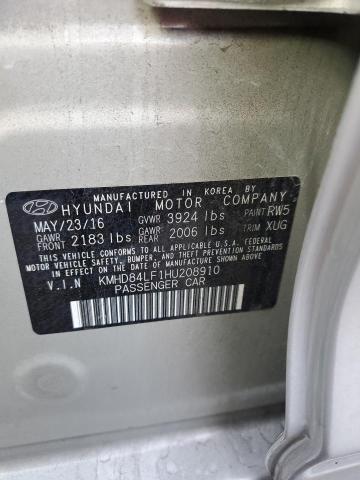 MANUFACTURED IN KOREA BY
HYUNDAI MOTOR COMPANY
MAY/23/16 GVWR 3924 lbs PAINT RW5
GAWR FRONT 2183 lbs GAWR REAR 2006 lbs TRIM XUG
THIS VEHICLE CONFORMS TO ALL APPLICABLE U.S.A. FEDERAL
MOTOR VEHICLE SAFETY, BUMPER, AND THEFT PREVENTION STANDARDS
IN EFFECT ON THE DATE OF MANUFACTURE SHOWN ABOVE.
V.I.N KMHD84LF1HU208910
PASSENGER CAR